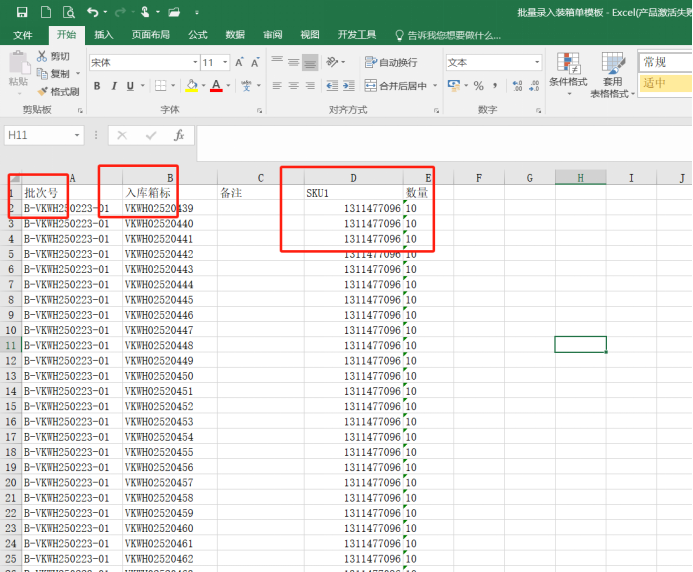 批量录入装箱单模板 - Excel(产品激活失败
文件 开始 插入 页面布局 公式 数据 审阅 视图 开发工具 告诉我您想要做什么...
粘贴 剪切 复制 格式刷 剪贴板
宋体 11 A A B I U A 字体
自动换行 合并后居中 对齐方式
文本 % , 数字
条件格式 套用表格格式 常规 适中
H11 fx
A B C D E F G H I J
1 批次号 入库箱标 备注 SKU1 数量
2 B-VKWH250223-01 VKWH02520439 1311477096 10
3 B-VKWH250223-01 VKWH02520440 1311477096 10
4 B-VKWH250223-01 VKWH02520441 1311477096 10
5 B-VKWH250223-01 VKWH02520442 1311477096 10
6 B-VKWH250223-01 VKWH02520443 1311477096 10
7 B-VKWH250223-01 VKWH02520444 1311477096 10
8 B-VKWH250223-01 VKWH02520445 1311477096 10
9 B-VKWH250223-01 VKWH02520446 1311477096 10
10 B-VKWH250223-01 VKWH02520447 1311477096 10
11 B-VKWH250223-01 VKWH02520448 1311477096 10
12 B-VKWH250223-01 VKWH02520449 1311477096 10
13 B-VKWH250223-01 VKWH02520450 1311477096 10
14 B-VKWH250223-01 VKWH02520451 1311477096 10
15 B-VKWH250223-01 VKWH02520452 1311477096 10
16 B-VKWH250223-01 VKWH02520453 1311477096 10
17 B-VKWH250223-01 VKWH02520454 1311477096 10
18 B-VKWH250223-01 VKWH02520455 1311477096 10
19 B-VKWH250223-01 VKWH02520456 1311477096 10
20 B-VKWH250223-01 VKWH02520457 1311477096 10
21 B-VKWH250223-01 VKWH02520458 1311477096 10
22 B-VKWH250223-01 VKWH02520459 1311477096 10
23 B-VKWH250223-01 VKWH02520460 1311477096 10
24 B-VKWH250223-01 VKWH02520461 1311477096 10
25 B-VKWH250223-01 VKWH02520462 1311477096 10